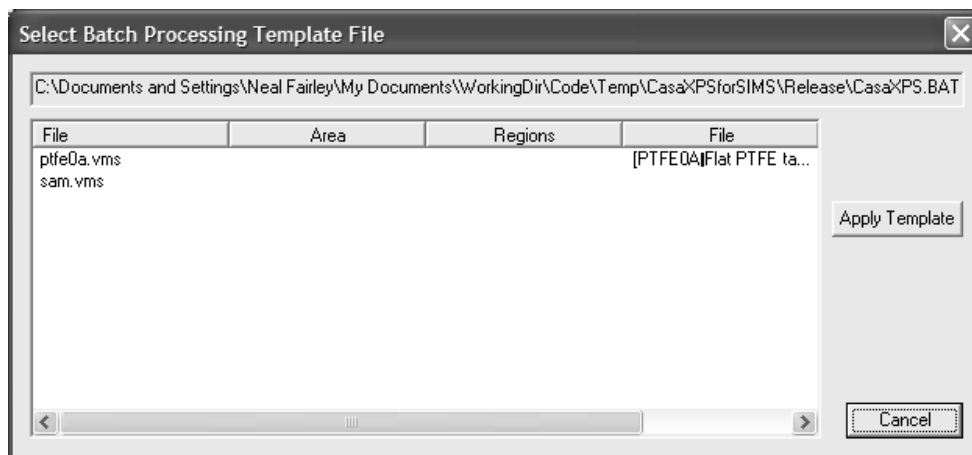 Select Batch Processing Template File
C:\Documents and Settings\Neal Fairley\My Documents\WorkingDir\Code\Temp\CasaXPSforSIMS\Release\CasaXPS.BAT
File Area Regions File
ptfe0a.vms [PTFE0A|Flat PTFE ta...
sam.vms
Apply Template
Cancel